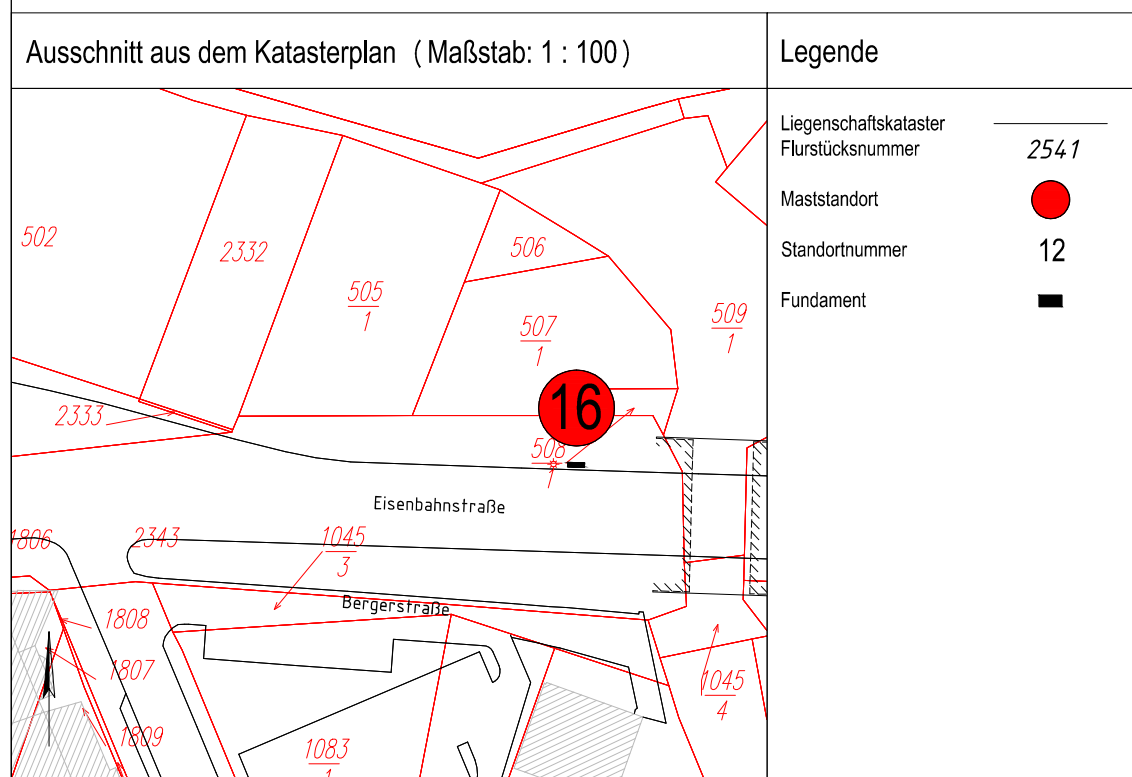 Ausschnitt aus dem Katasterplan ( Maßstab: 1 : 100 )
Legende
Liegenschaftskataster
Flurstücksnummer 2541
Maststandort
Standortnummer 12
Fundament
502
2332
505
1
506
507
1
509
1
16
2333
508
1
Eisenbahnstraße
1806
2343
1045
3
Bergerstraße
1808
1807
1045
4
1809
1083
1